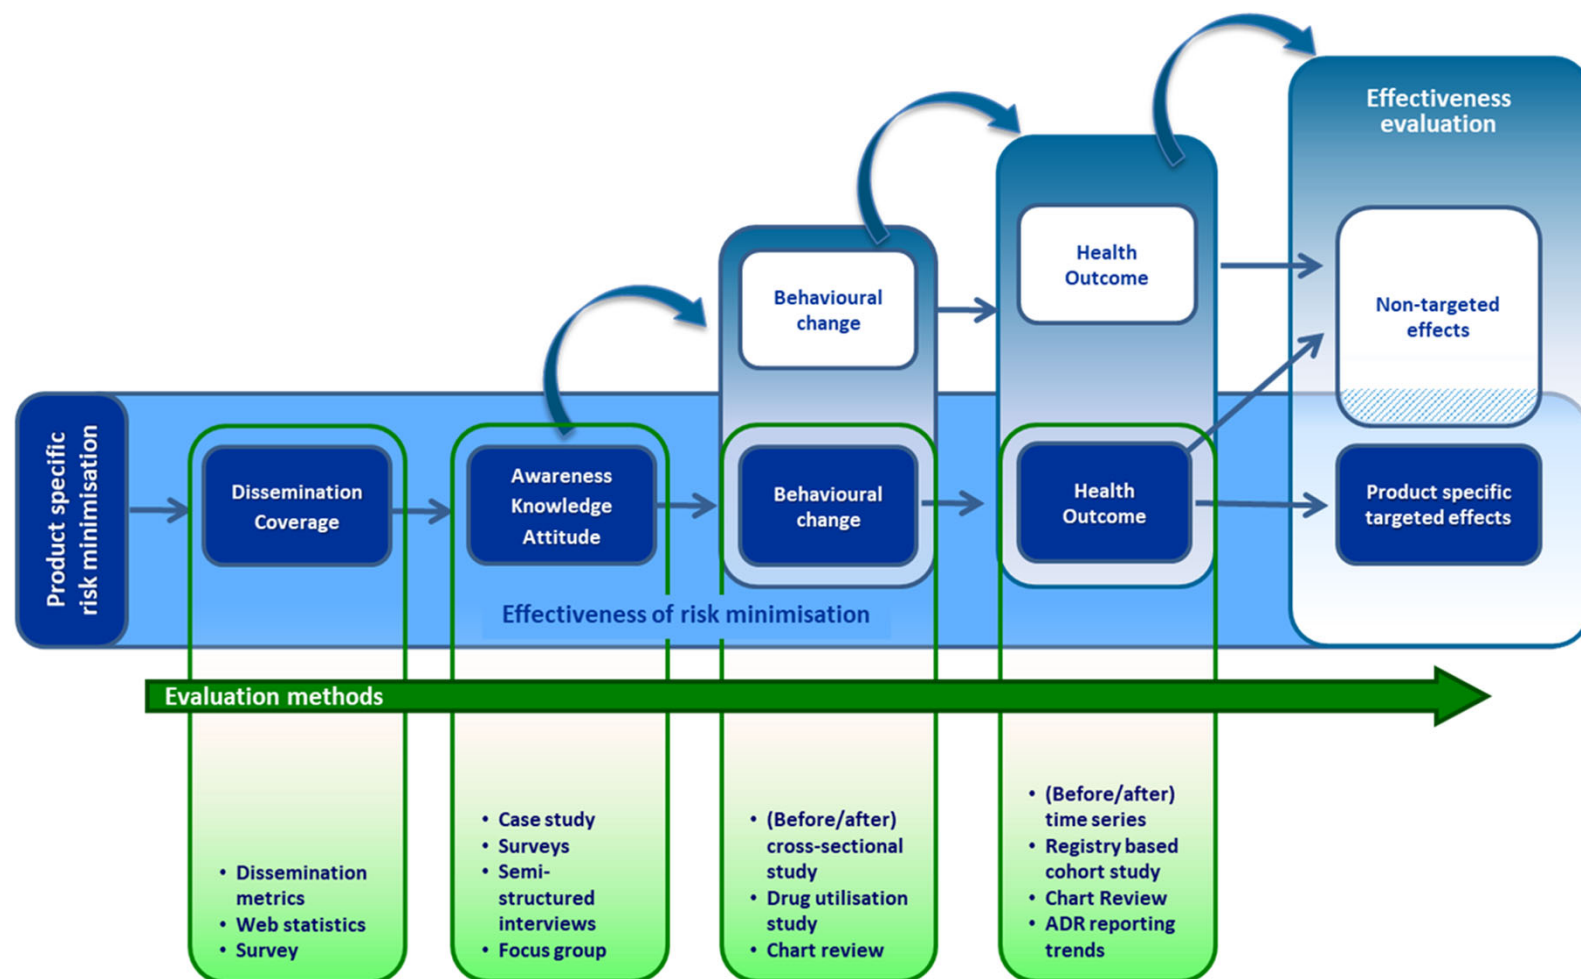 Effectiveness
evaluation
Behavioural
change
Health
Outcome
Non-targeted
effects
Product specific
risk minimisation
Dissemination
Coverage
Awareness
Knowledge
Attitude
Behavioural
change
Health
Outcome
Product specific
targeted effects
Effectiveness of risk minimisation
Evaluation methods
• Dissemination
metrics
• Web statistics
• Survey
• Case study
• Surveys
• Semi-
structured
interviews
• Focus group
• (Before/after)
cross-sectional
study
• Drug utilisation
study
• Chart review
• (Before/after)
time series
• Registry based
cohort study
• Chart Review
• ADR reporting
trends